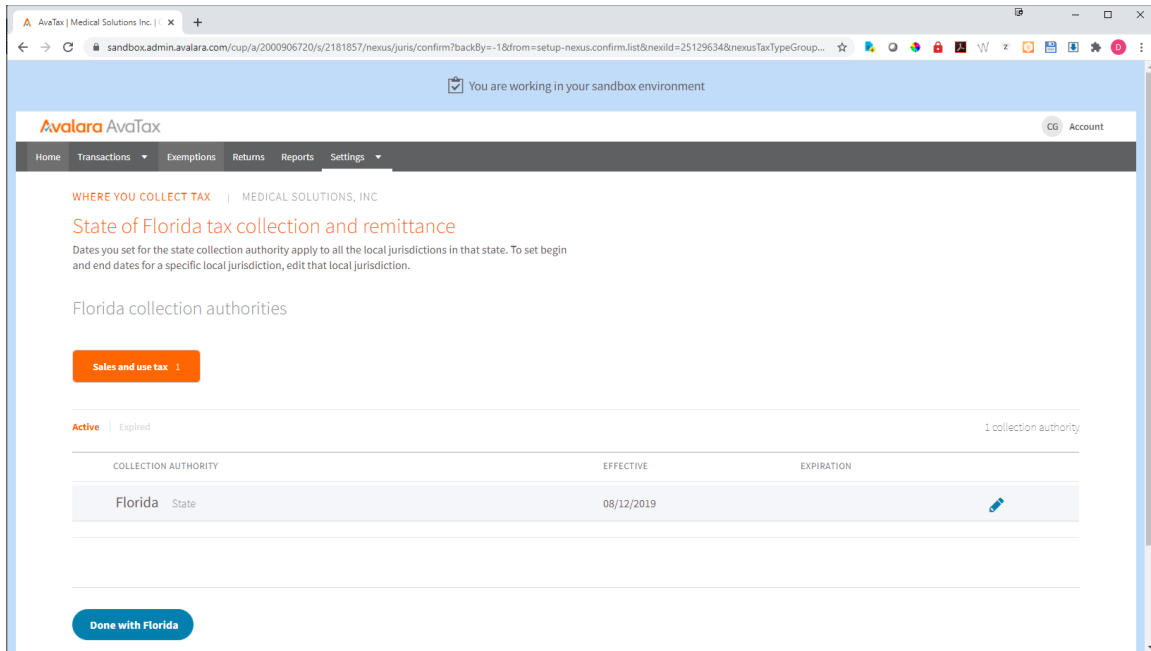 AvaTax | Medical Solutions Inc. |
sandbox.admin.avalara.com/cup/a/2000906720/s/2181857/nexus/juris/confirm?backBy=-1&from=setup-nexus.confirm.list&nexiId=25129634&nexusTaxTypeGroup...
D
You are working in your sandbox environment
Avalara AvaTax
CG Account
Home Transactions Exemptions Returns Reports Settings
WHERE YOU COLLECT TAX | MEDICAL SOLUTIONS, INC
State of Florida tax collection and remittance
Dates you set for the state collection authority apply to all the local jurisdictions in that state. To set begin
and end dates for a specific local jurisdiction, edit that local jurisdiction.
Florida collection authorities
Sales and use tax 1
Active | Expired 1 collection authority
COLLECTION AUTHORITY EFFECTIVE EXPIRATION
Florida State 08/12/2019
Done with Florida